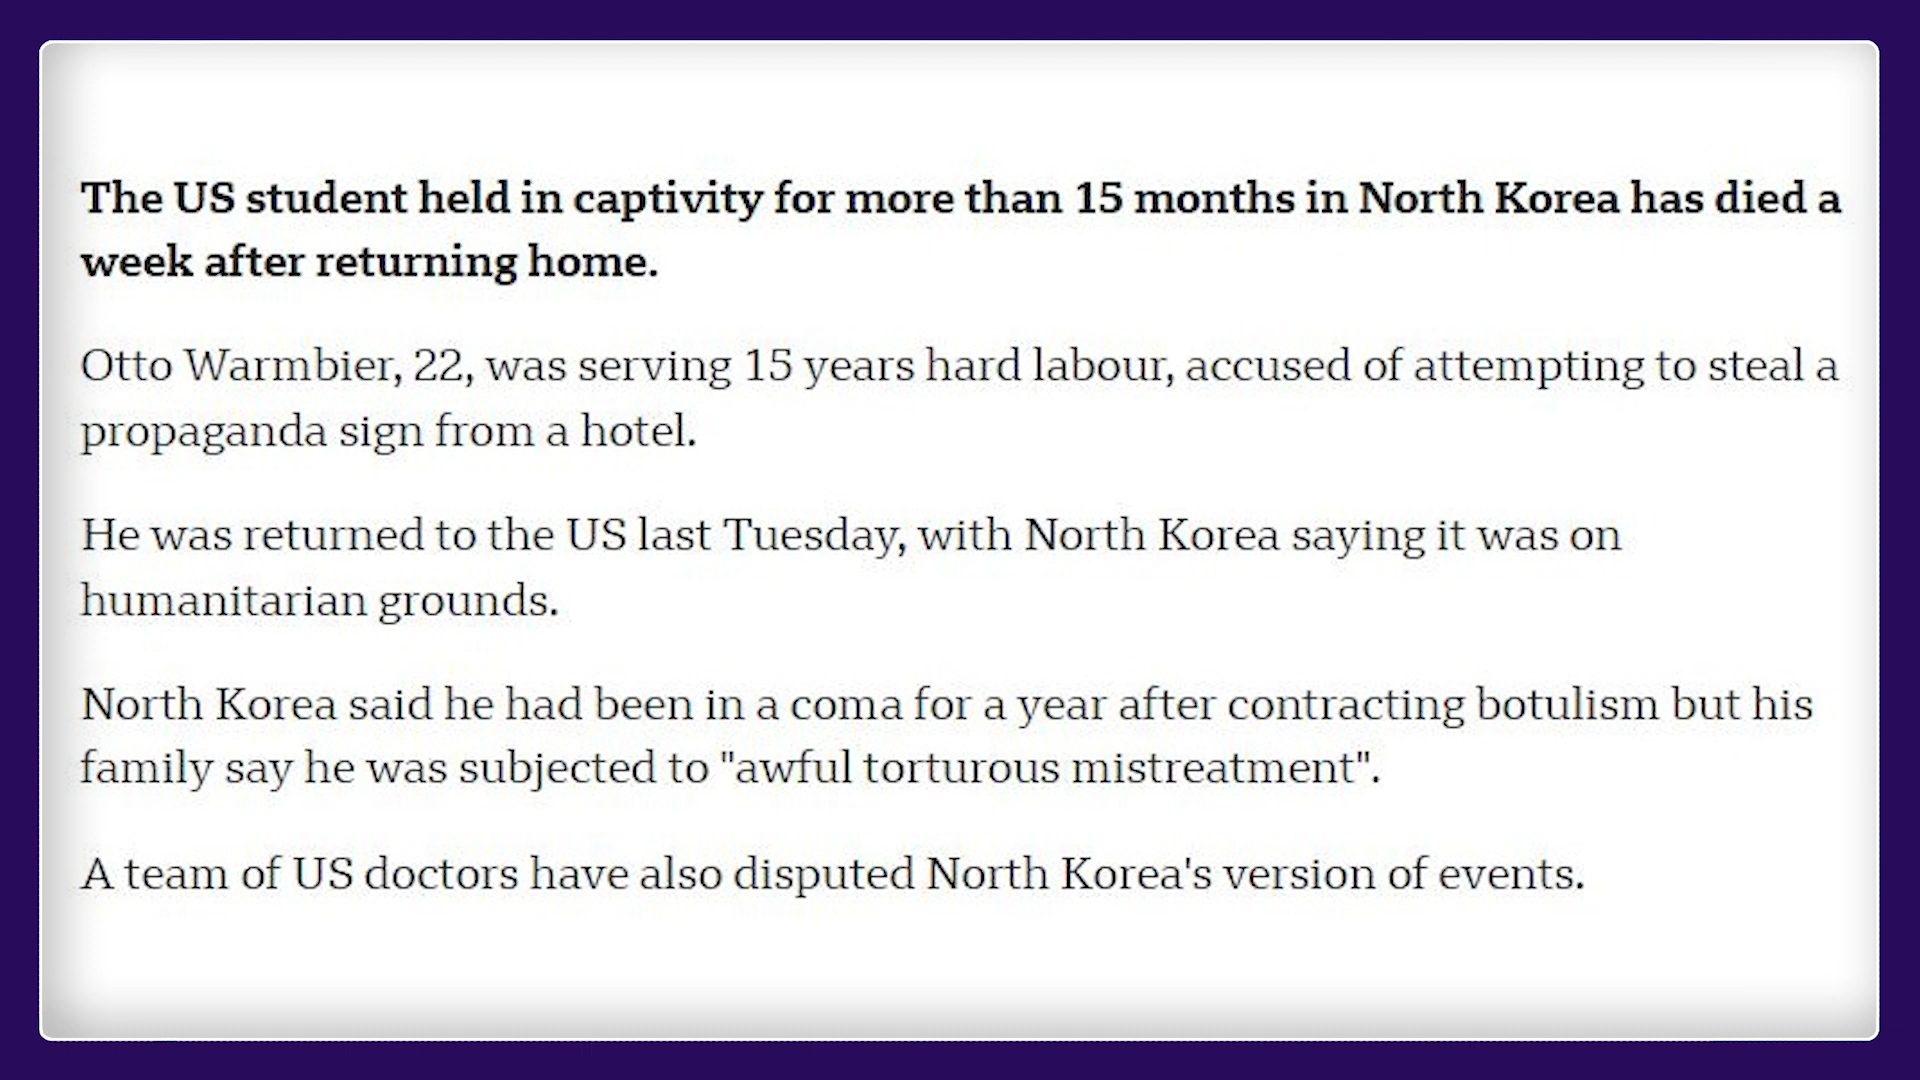 The US student held in captivity for more than 15 months in North Korea has died a
week after returning home.
Otto Warmbier, 22, was serving 15 years hard labour, accused of attempting to steal a
propaganda sign from a hotel.
He was returned to the US last Tuesday, with North Korea saying it was on
humanitarian grounds.
North Korea said he had been in a coma for a year after contracting botulism but his
family say he was subjected to "awful torturous mistreatment".
A team of US doctors have also disputed North Korea's version of events.